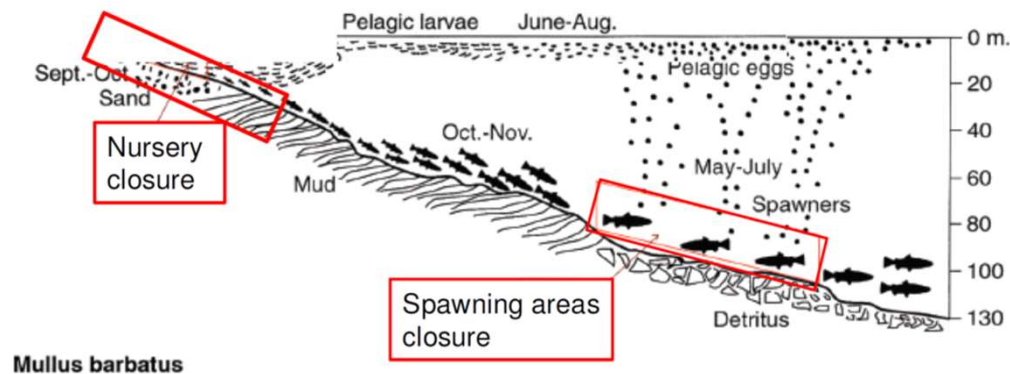 Pelagic larvae June-Aug.
0 m.
Pelagic eggs
Sept.-Oct
20
Sand
40
Oct.-Nov.
Nursery
closure
May-July
60
Mud
Spawners
80
100
Spawning areas
closure
Detritus
130
Mullus barbatus